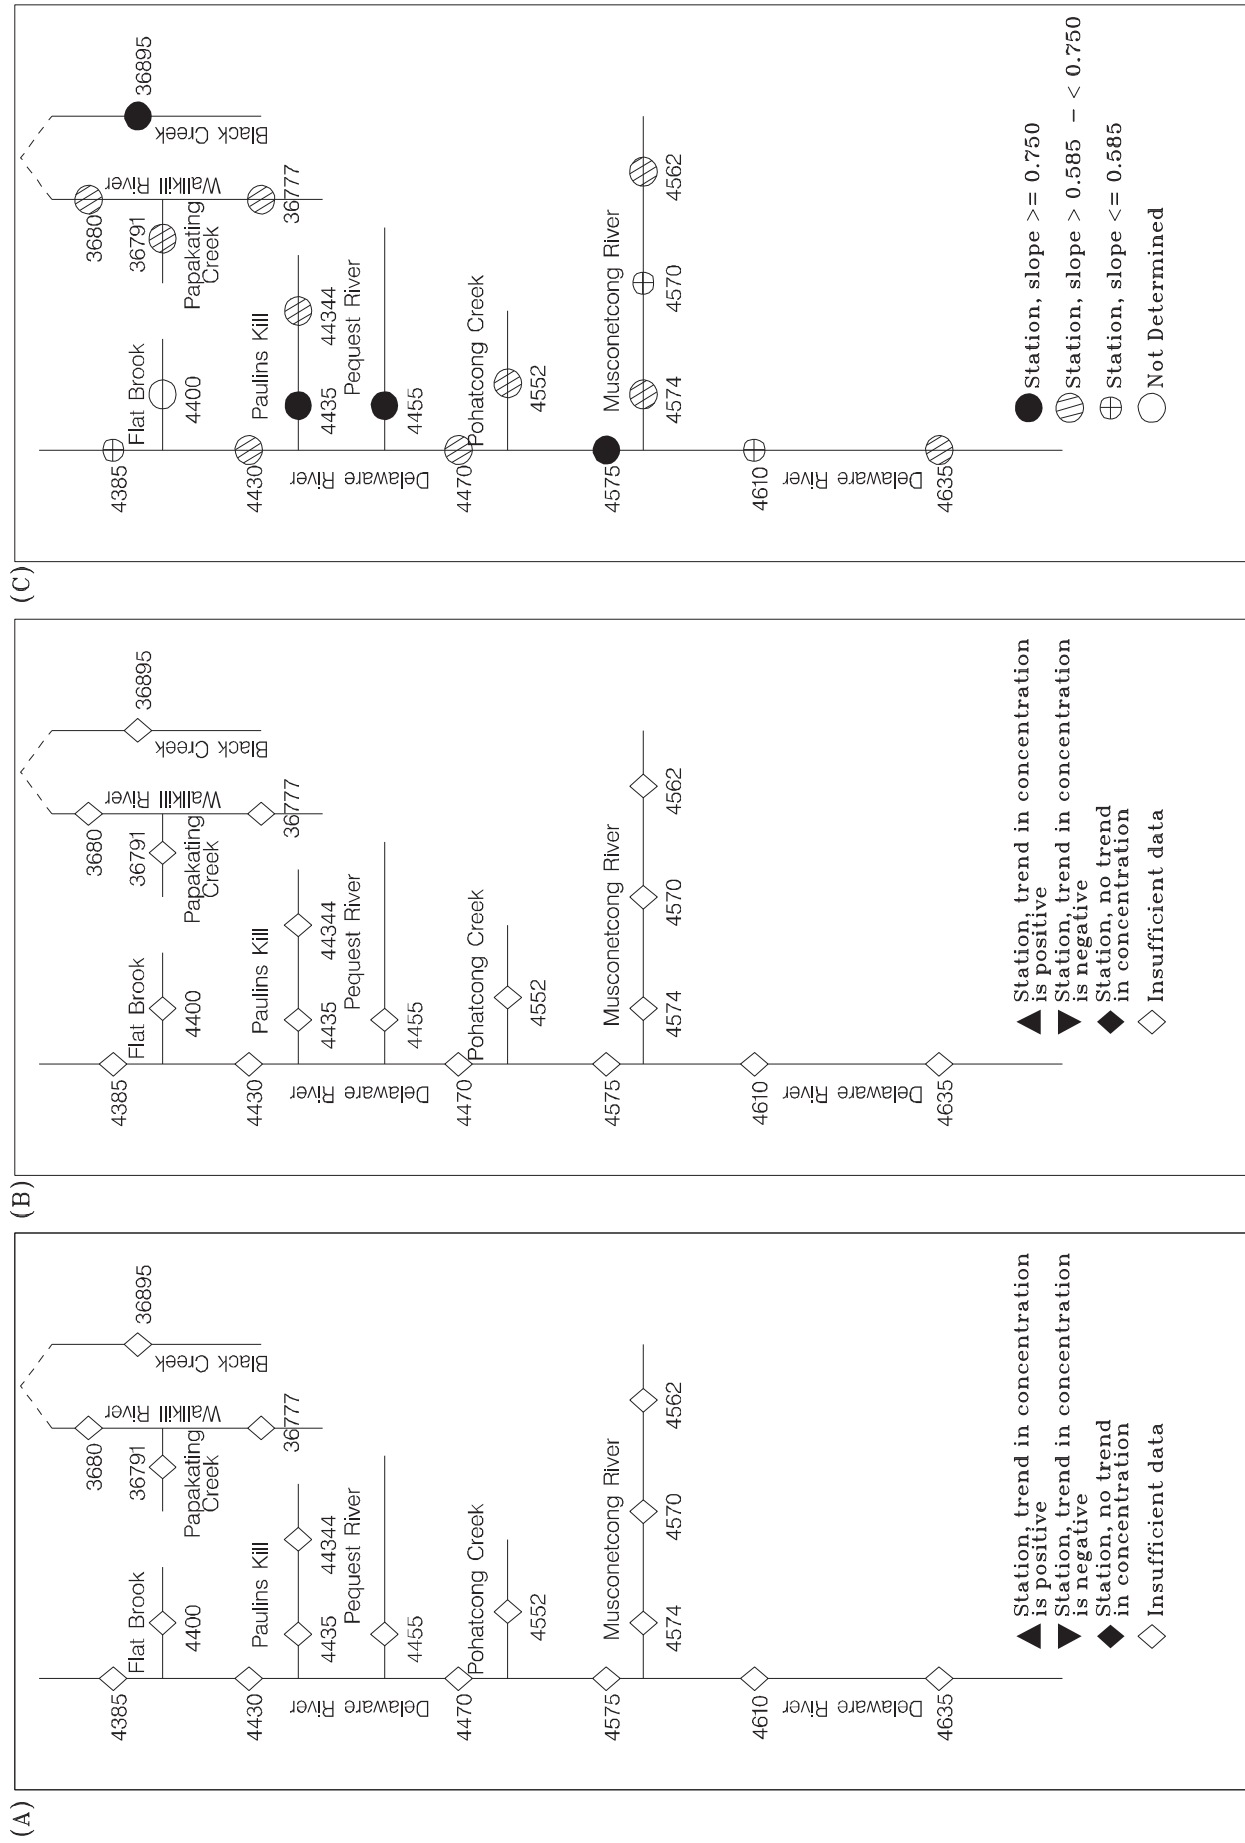 (A)
36895
Black Creek
Wallkill
River
3680
36791
36777
Papakating
Creek
Flat Brook
4400
4385
Paulins Kill
44344
4435
4430
Pequest River
4455
Delaware
River
4470
Pohatcong Creek
4552
Musconetcong River
4575
4574
4570
4562
4610
Delaware
River
4635
Station, trend in concentration
is positive
Station, trend in concentration
is negative
Station, no trend
in concentration
Insufficient data
(B)
36895
Black Creek
Wallkill
River
3680
36791
36777
Papakating
Creek
Flat Brook
4400
4385
Paulins Kill
44344
4435
4430
Pequest River
4455
Delaware
River
4470
Pohatcong Creek
4552
Musconetcong River
4575
4574
4570
4562
4610
Delaware
River
4635
Station, trend in concentration
is positive
Station, trend in concentration
is negative
Station, no trend
in concentration
Insufficient data
(C)
36895
Black Creek
Wallkill
River
3680
36791
36777
Papakating
Creek
Flat Brook
4400
4385
Paulins Kill
44344
4435
4430
Pequest River
4455
Delaware
River
4470
Pohatcong Creek
4552
Musconetcong River
4575
4574
4570
4562
4610
Delaware
River
4635
Station, slope >= 0.750
Station, slope > 0.585 - < 0.750
Station, slope <= 0.585
Not Determined